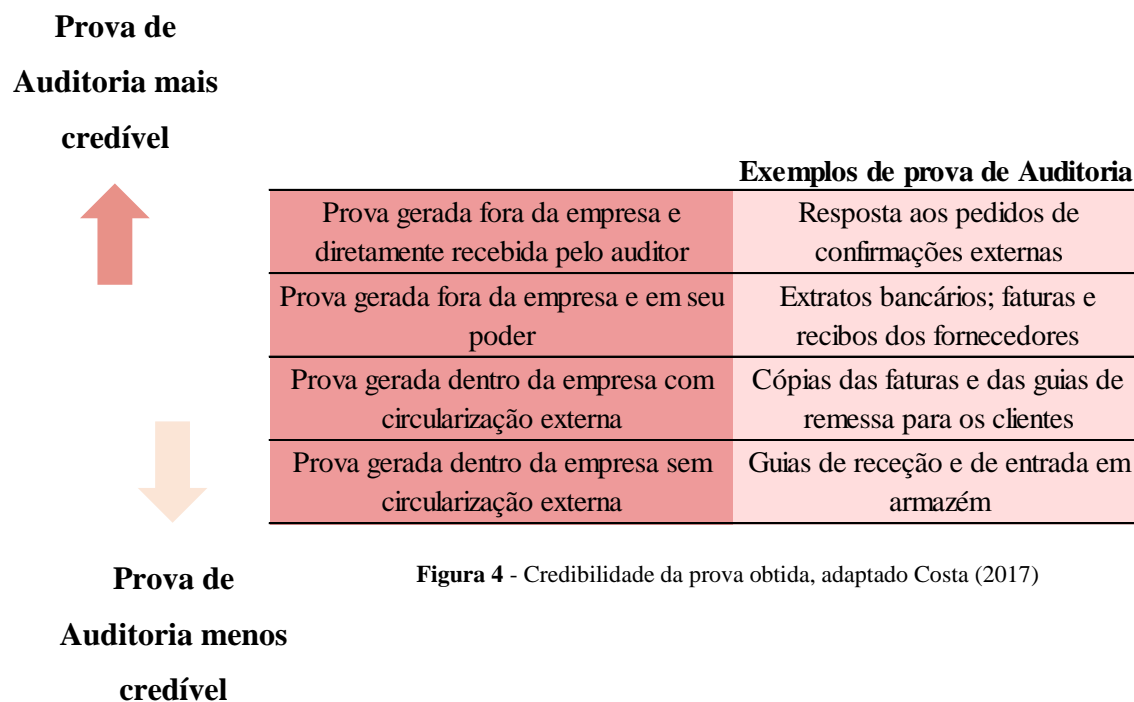 Prova de
Auditoria mais
credível
Exemplos de prova de Auditoria
Prova gerada fora da empresa e
diretamente recebida pelo auditor
Resposta aos pedidos de
confirmações externas
Prova gerada fora da empresa e em seu
poder
Extratos bancários; faturas e
recibos dos fornecedores
Prova gerada dentro da empresa com
circularização externa
Cópias das faturas e das guias de
remessa para os clientes
Prova gerada dentro da empresa sem
circularização externa
Guias de receção e de entrada em
armazém
Figura 4 - Credibilidade da prova obtida, adaptado Costa (2017)
Prova de
Auditoria menos
credível